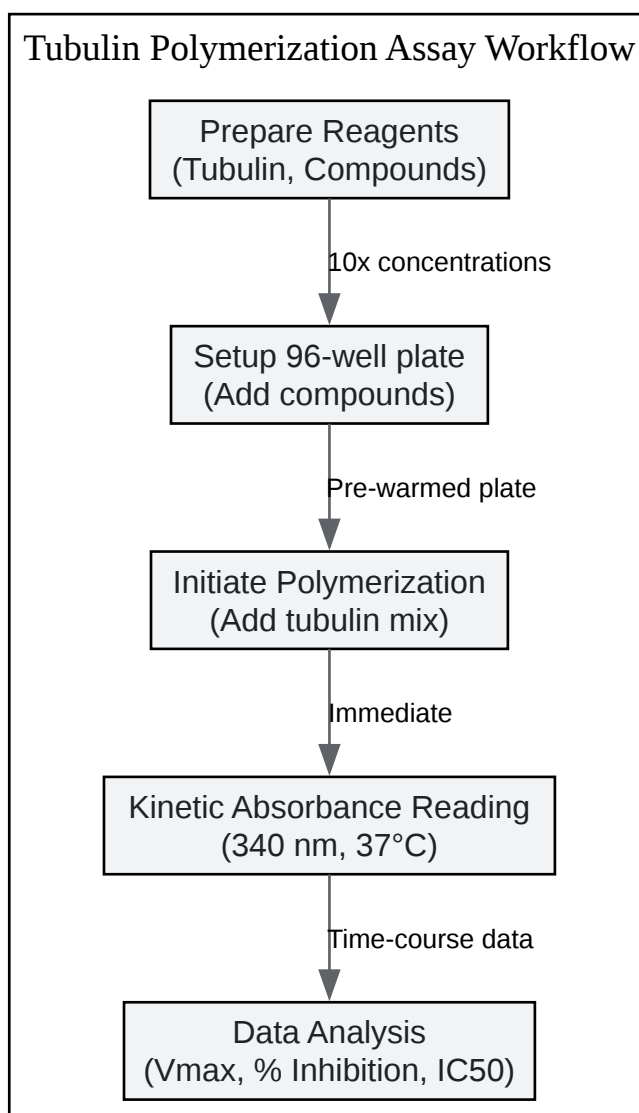 Tubulin Polymerization Assay Workflow
Prepare Reagents
(Tubulin, Compounds)
10x concentrations
Setup 96-well plate
(Add compounds)
Pre-warmed plate
Initiate Polymerization
(Add tubulin mix)
Immediate
Kinetic Absorbance Reading
(340 nm, 37°C)
Time-course data
Data Analysis
(Vmax, % Inhibition, IC50)